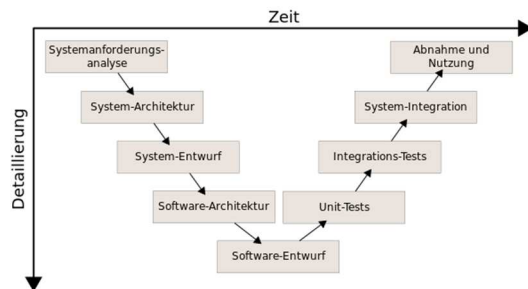 Zeit
Detaillierung
Systemanforderungs-
analyse
Abnahme und
Nutzung
System-Architektur
System-Integration
System-Entwurf
Integrations-Tests
Software-Architektur
Unit-Tests
Software-Entwurf